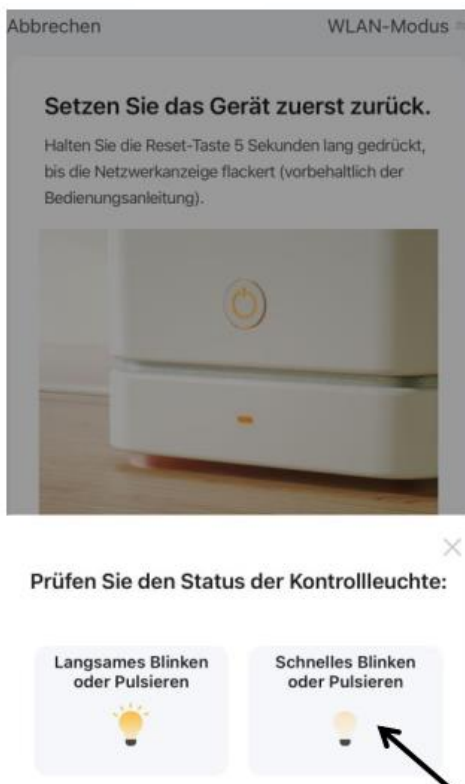 Abbrechen WLAN-Modus
Setzen Sie das Gerät zuerst zurück.
Halten Sie die Reset-Taste 5 Sekunden lang gedrückt,
bis die Netzwerkanzeige flackert (vorbehaltlich der
Bedienungsanleitung).
Prüfen Sie den Status der Kontrollleuchte:
Langsames Blinken
oder Pulsieren
Schnelles Blinken
oder Pulsieren